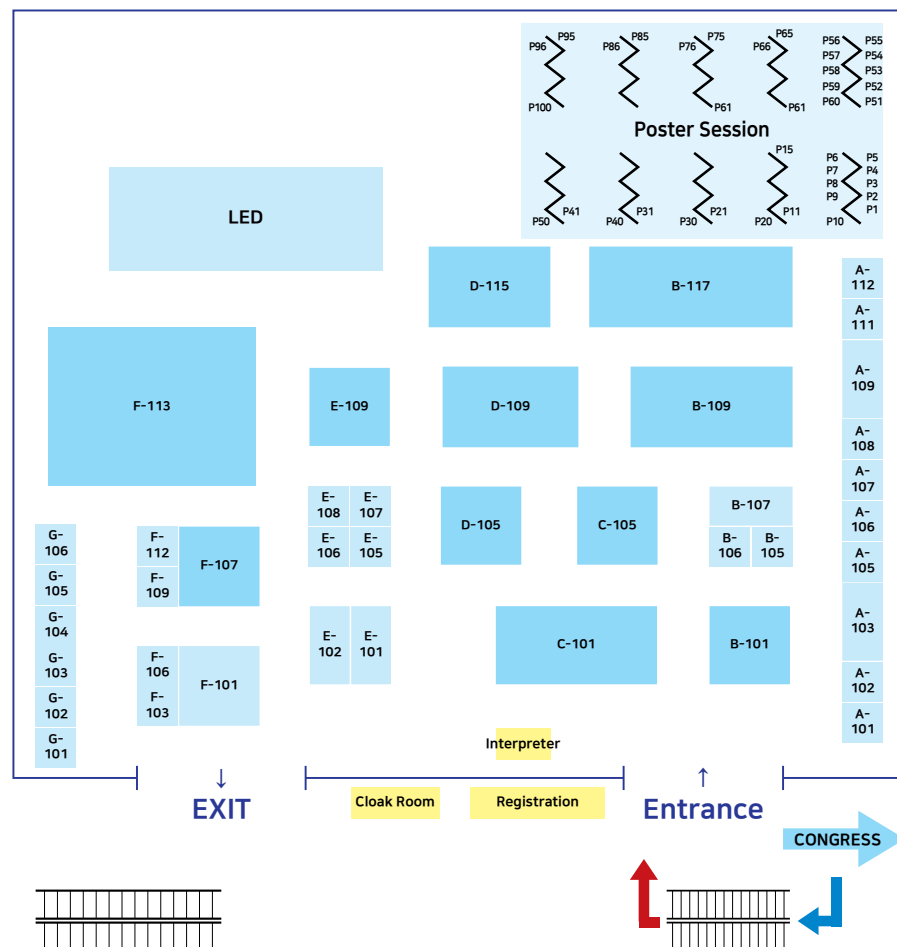 P96 P95 P86 P85 P76 P75 P66 P65 P56 P55
P57 P54
P58 P53
P59 P52
P100 P61 P61 P60 P51
Poster Session
P15
P6 P5
P7 P4
P8 P3
P9 P2
P1
P50 P41 P40 P31 P30 P21 P20 P11 P10
LED
D-115
B-117
A-
112
A-
111
A-
109
F-113
E-109
D-109
B-109
A-
108
A-
107
E-
108
E-
107
D-105
C-105
B-107
A-
106
G-
106
F-
112
F-107
E-
106
E-
105
B-
106
B-
105
A-
105
G-
105
F-
109
G-
104
E-
102
E-
101
C-101
B-101
A-
103
G-
103
F-
106
F-101
A-
102
G-
102
F-
103
A-
101
G-
101
Interpreter
EXIT
Cloak Room
Registration
Entrance
CONGRESS